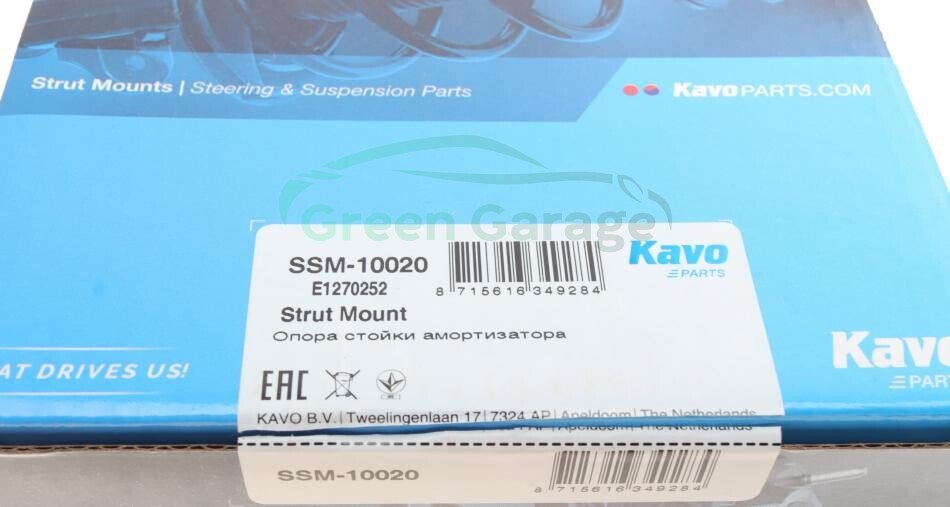 Strut Mounts | Steering & Suspension Parts
KavoPARTS.COM
Green Garage
SSM-10020
E1270252
8 715616 349284
Kavo
PARTS
Strut Mount
Опора стойки амортизатора
EAC
KAVO B.V. | Tweelingenlaan 17 | 7324 AP | Apeldoorn | The Netherlands
AT DRIVES US!
Kavo
PAR
SSM-10020
8 715616 349284